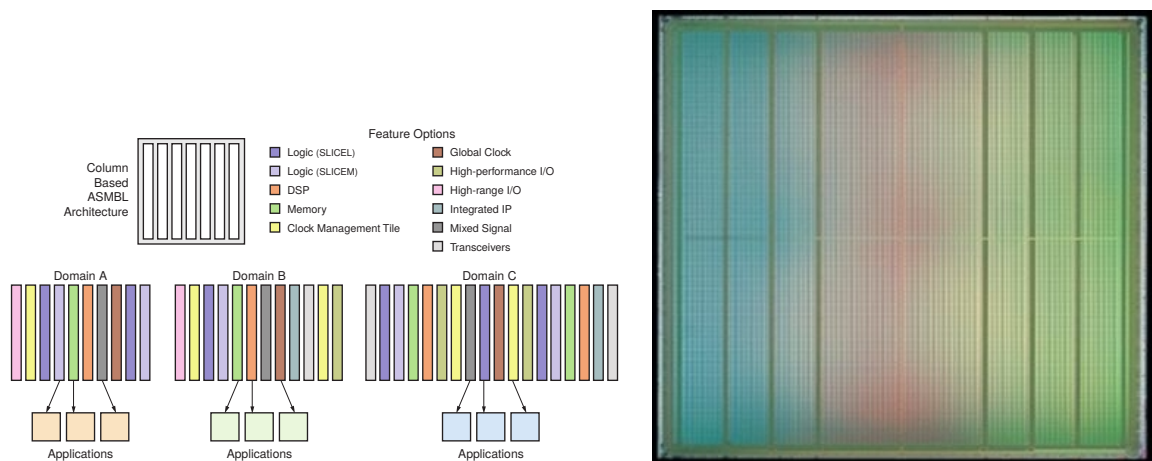 Feature Options
Column
Based
ASMBL
Architecture
Logic (SLICEL)
Logic (SLICEM)
DSP
Memory
Clock Management Tile
Global Clock
High-performance I/O
High-range I/O
Integrated IP
Mixed Signal
Transceivers
Domain A
Domain B
Domain C
Applications
Applications
Applications